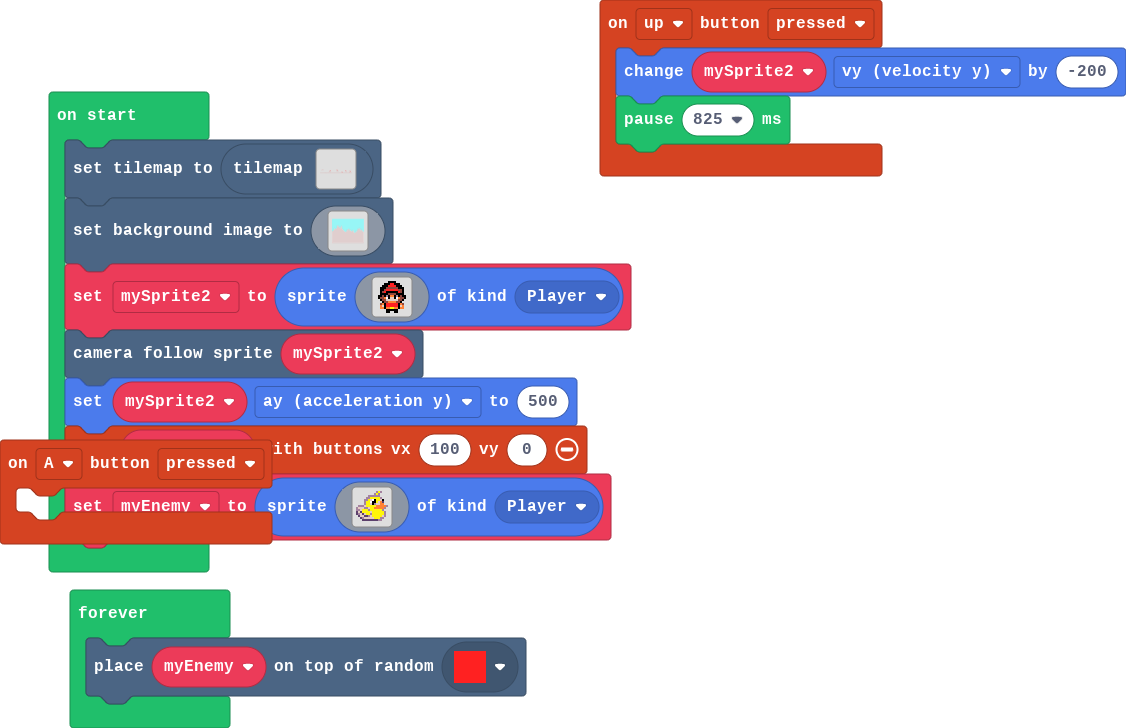 on up button pressed
change mySprite2 vy (velocity y) by -200
pause 825 ms
on start
set tilemap to tilemap
set background image to
set mySprite2 to sprite of kind Player
camera follow sprite mySprite2
set mySprite2 ay (acceleration y) to 500
ith buttons vx 100 vy 0
on A button pressed
set myEnemy to sprite of kind Player
forever
place myEnemy on top of random